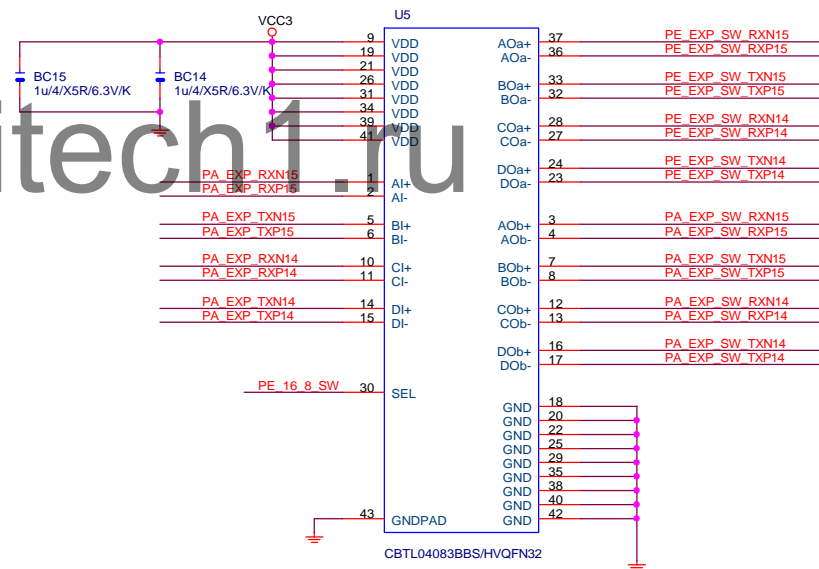 U5
VCC3
BC15
1u/4/X5R/6.3V/K
BC14
1u/4/X5R/6.3V/K
9 VDD
19 VDD
21 VDD
26 VDD
31 VDD
34 VDD
39 VDD
41 VDD
PA_EXP_RXN15 1 AI+
PA_EXP_RXP15 2 AI-
PA_EXP_TXN15 5 BI+
PA_EXP_TXP15 6 BI-
PA_EXP_RXN14 10 CI+
PA_EXP_RXP14 11 CI-
PA_EXP_TXN14 14 DI+
PA_EXP_TXP14 15 DI-
PE_16_8_SW 30 SEL
43 GNDPAD
AOa+ 37 PE_EXP_SW_RXN15
AOa- 36 PE_EXP_SW_RXP15
BOa+ 33 PE_EXP_SW_TXN15
BOa- 32 PE_EXP_SW_TXP15
COa+ 28 PE_EXP_SW_RXN14
COa- 27 PE_EXP_SW_RXP14
DOa+ 24 PE_EXP_SW_TXN14
DOa- 23 PE_EXP_SW_TXP14
AOb+ 3 PA_EXP_SW_RXN15
AOb- 4 PA_EXP_SW_RXP15
BOb+ 7 PA_EXP_SW_TXN15
BOb- 8 PA_EXP_SW_TXP15
COb+ 12 PA_EXP_SW_RXN14
COb- 13 PA_EXP_SW_RXP14
DOb+ 16 PA_EXP_SW_TXN14
DOb- 17 PA_EXP_SW_TXP14
GND 18
GND 20
GND 22
GND 25
GND 29
GND 35
GND 38
GND 40
GND 42
CBTL04083BBS/HVQFN32
itech1.ru